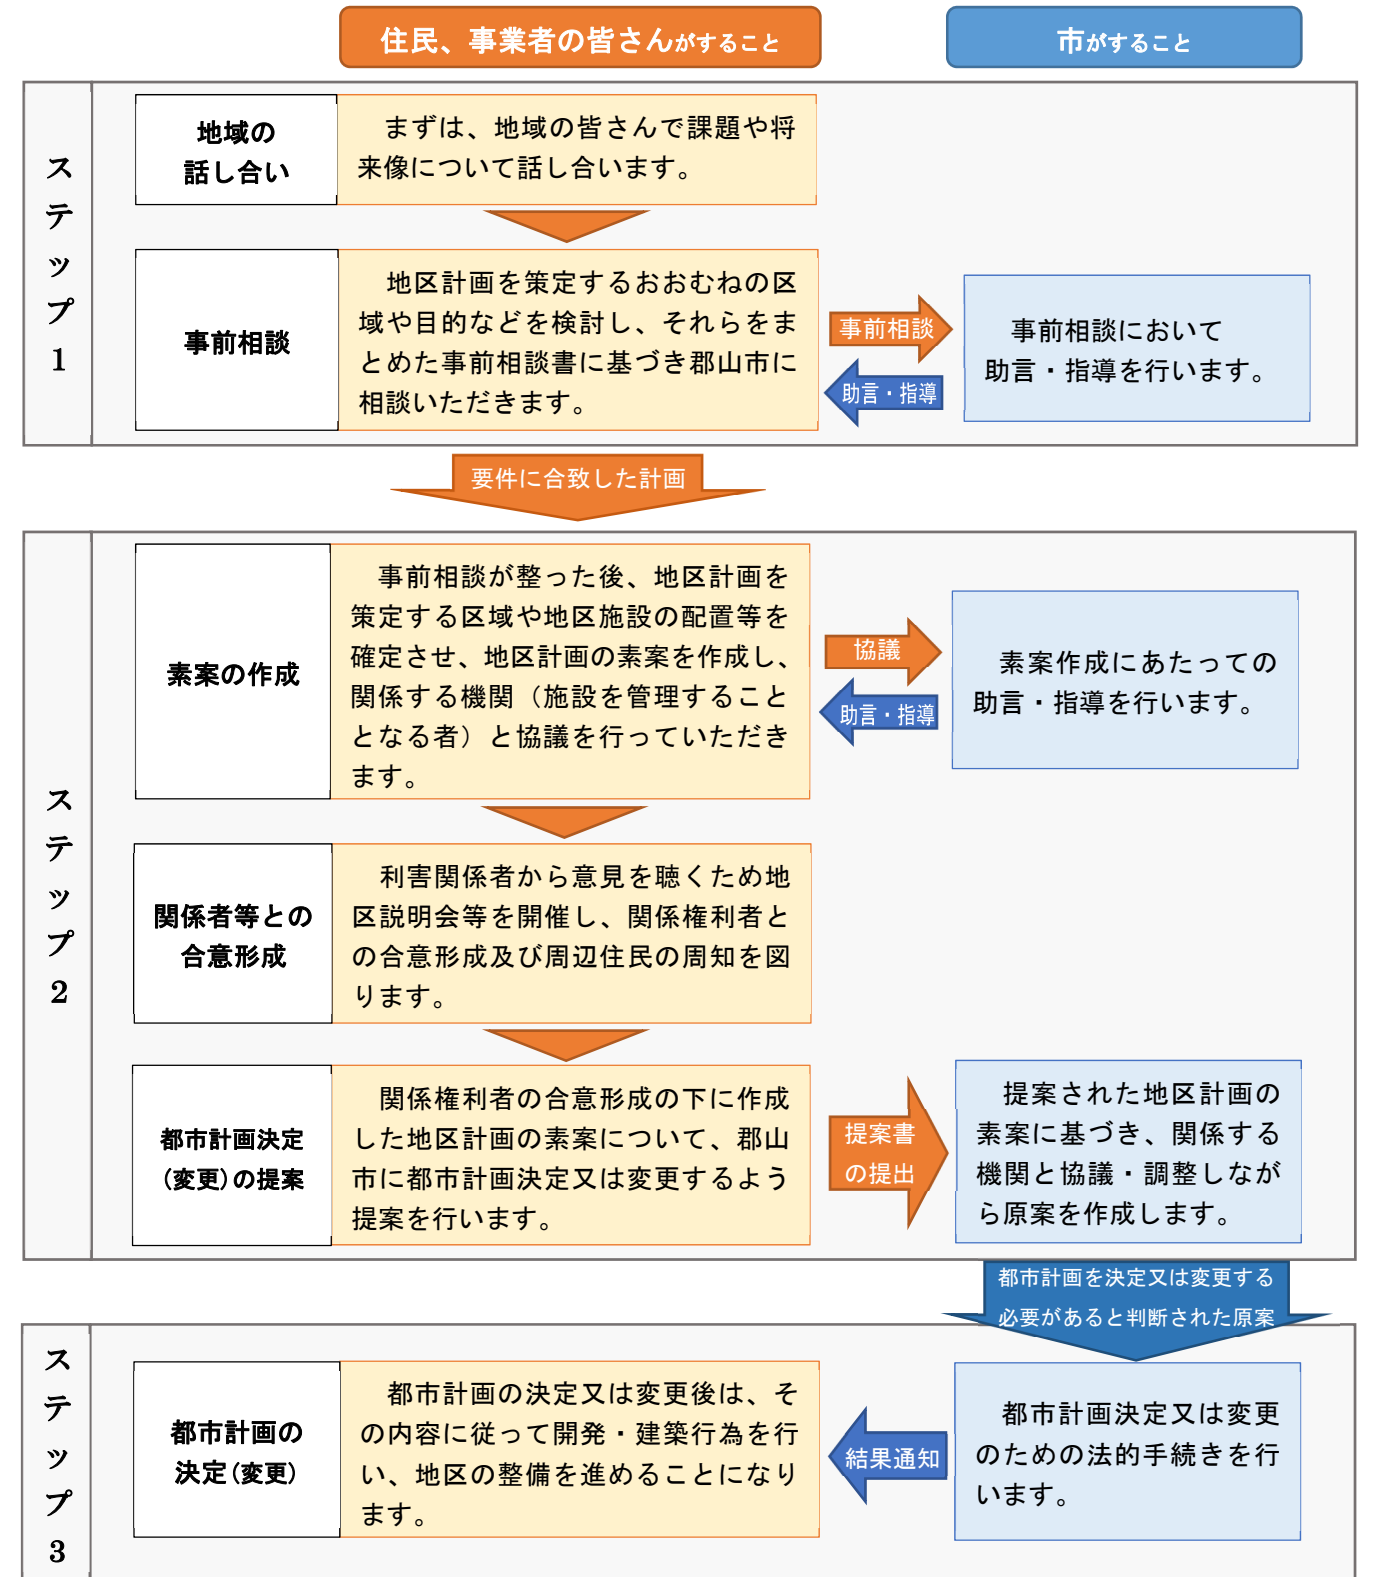 住民、事業者の皆さんがすること
市がすること
ステップ1
地域の
話し合い
まずは、地域の皆さんで課題や将
来像について話し合います。
事前相談
地区計画を策定するおおむねの区
域や目的などを検討し、それらをま
とめた事前相談書に基づき郡山市に
相談いただきます。
事前相談
助言・指導
事前相談において
助言・指導を行います。
要件に合致した計画
ステップ2
素案の作成
事前相談が整った後、地区計画を
策定する区域や地区施設の配置等を
確定させ、地区計画の素案を作成し、
関係する機関（施設を管理すること
となる者）と協議を行っていただき
ます。
協議
助言・指導
素案作成にあたっての
助言・指導を行います。
関係者等との
合意形成
利害関係者から意見を聴くため地
区説明会等を開催し、関係権利者と
の合意形成及び周辺住民の周知を図
ります。
都市計画決定
(変更)の提案
関係権利者の合意形成の下に作成
した地区計画の素案について、郡山
市に都市計画決定又は変更するよう
提案を行います。
提案書
の提出
提案された地区計画の
素案に基づき、関係する
機関と協議・調整しなが
ら原案を作成します。
都市計画を決定又は変更する
必要があると判断された原案
ステップ3
都市計画の
決定(変更)
都市計画の決定又は変更後は、そ
の内容に従って開発・建築行為を行
い、地区の整備を進めることになり
ます。
結果通知
都市計画決定又は変更
のための法的手続きを行
います。